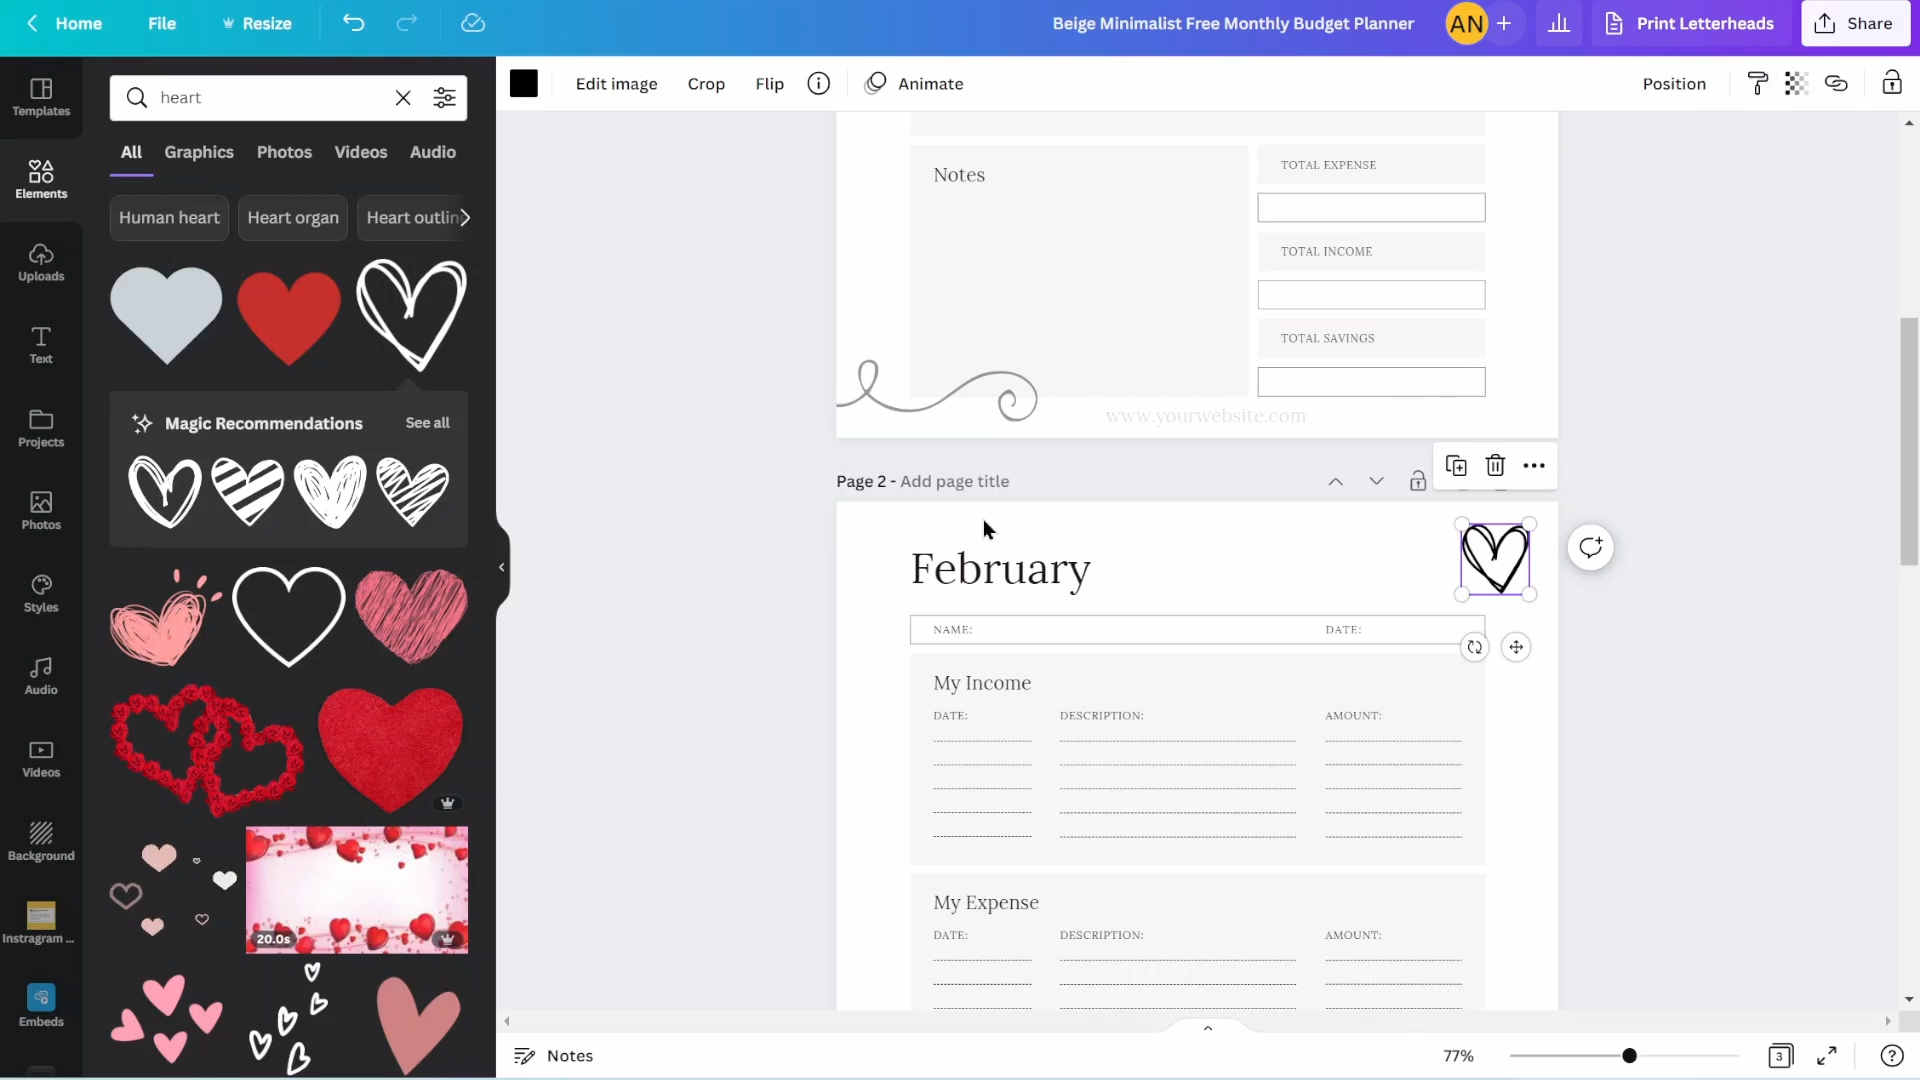 Home
File
Resize
Beige Minimalist Free Monthly Budget Planner
AN
Print Letterheads
Share
Templates
Elements
Uploads
Text
Projects
Photos
Styles
Audio
Videos
Background
Instragram ...
Embeds
heart
All
Graphics
Photos
Videos
Audio
Human heart
Heart organ
Heart outlin
Magic Recommendations
See all
20.0s
Edit image
Crop
Flip
Animate
Position
Notes
TOTAL EXPENSE
TOTAL INCOME
TOTAL SAVINGS
www.yourwebsite.com
Page 2 - Add page title
February
NAME: DATE:
My Income
DATE: DESCRIPTION: AMOUNT:
My Expense
DATE: DESCRIPTION: AMOUNT:
Notes
77%
3